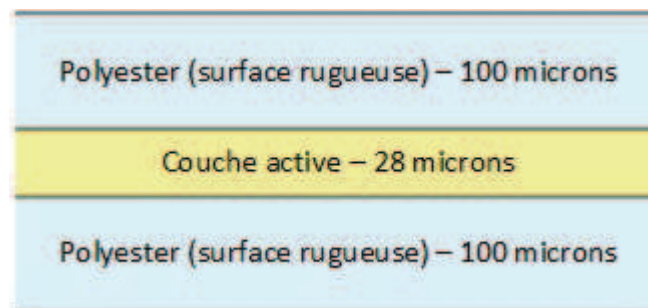 Polyester (surface rugueuse) – 100 microns
Couche active – 28 microns
Polyester (surface rugueuse) – 100 microns